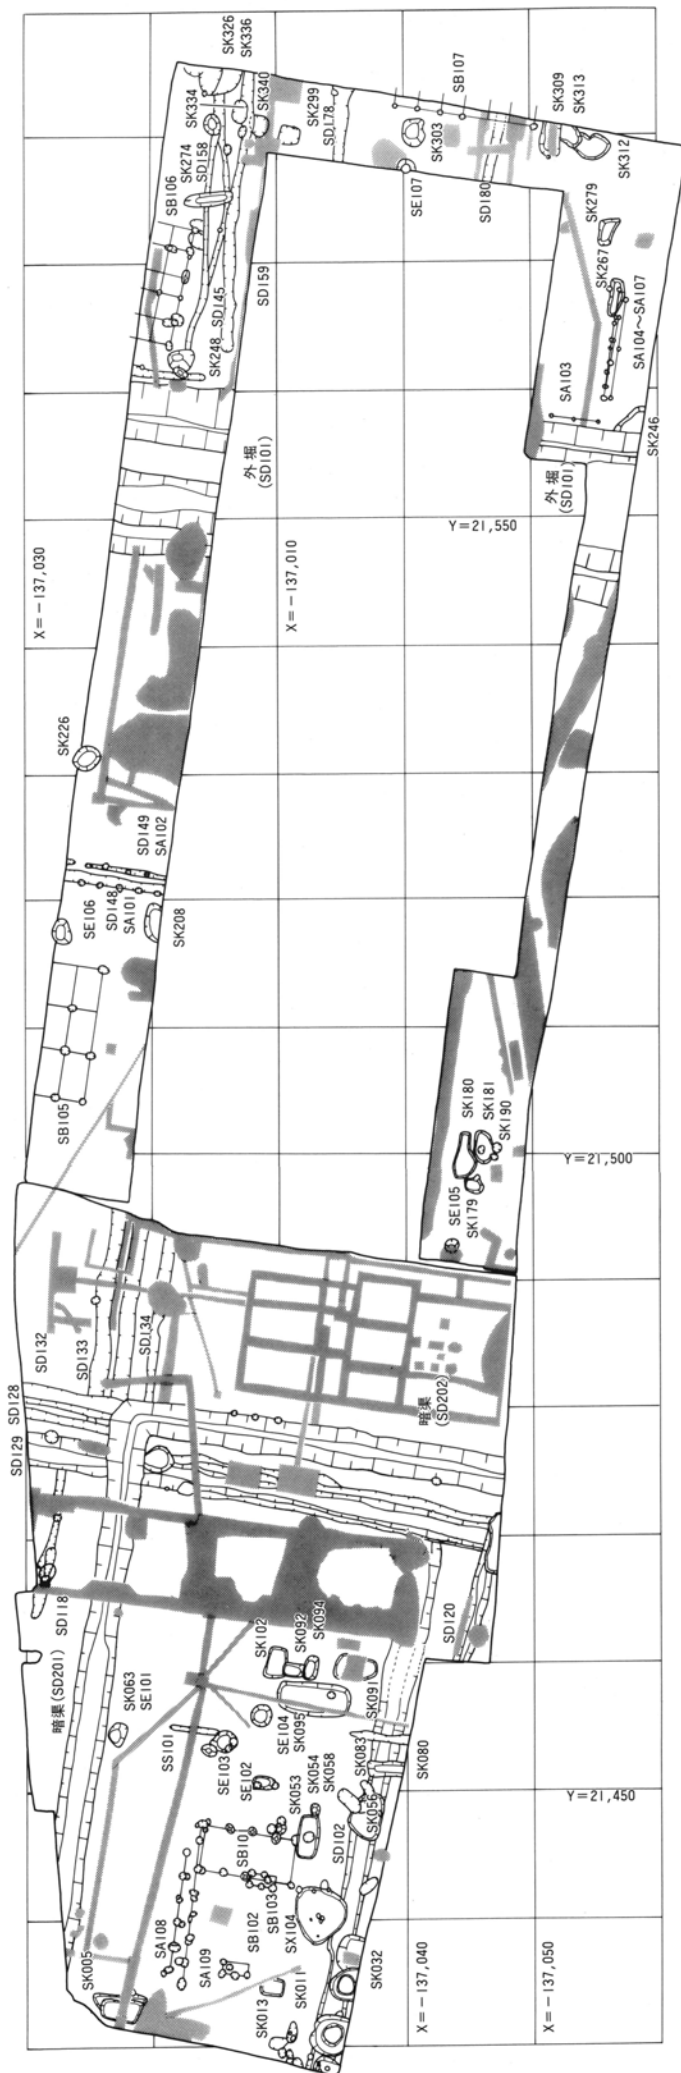 SK326
SK336
SK334
SK340
SK274
SD158
SB106
SK299
SD178
SB107
SK303
SK309
SK313
SK312
SE107
SD180
SK279
SK267
SD159
SD145
SK248
SA104～SA107
SA103
SK246
外堀
(SD101)
外堀
(SD101)
Y=21,550
X=-137,030
X=-137,010
SK226
SD149
SA102
SE106
SD148
SA101
SK208
SB105
SK180
SK181
SK190
SE105
SK179
Y=21,500
SD132
SD133
SD134
SD128
SD129
暗渠
(SD202)
SD118
暗渠(SD201)
SK102
SK092
SK094
SD120
SK063
SE101
SK091
SS101
SE104
SK095
SE103
SE102
SK053
SK054
SK058
SK083
SK080
SK056
Y=21,450
SB101
SD102
SA108
SA109
SB102
SB103
SX104
SK005
SK013
SK011
SK032
X=-137,040
X=-137,050